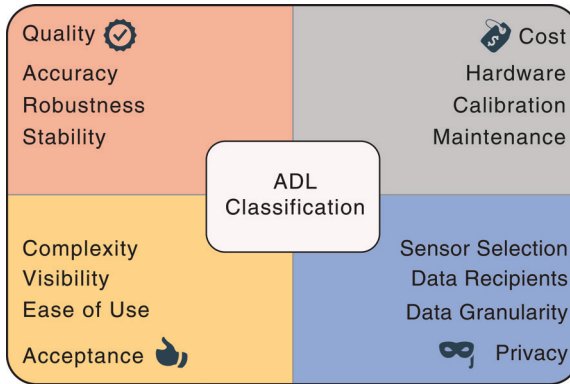 Quality
Accuracy
Robustness
Stability
Cost
Hardware
Calibration
Maintenance
ADL
Classification
Complexity
Visibility
Ease of Use
Acceptance
Sensor Selection
Data Recipients
Data Granularity
Privacy